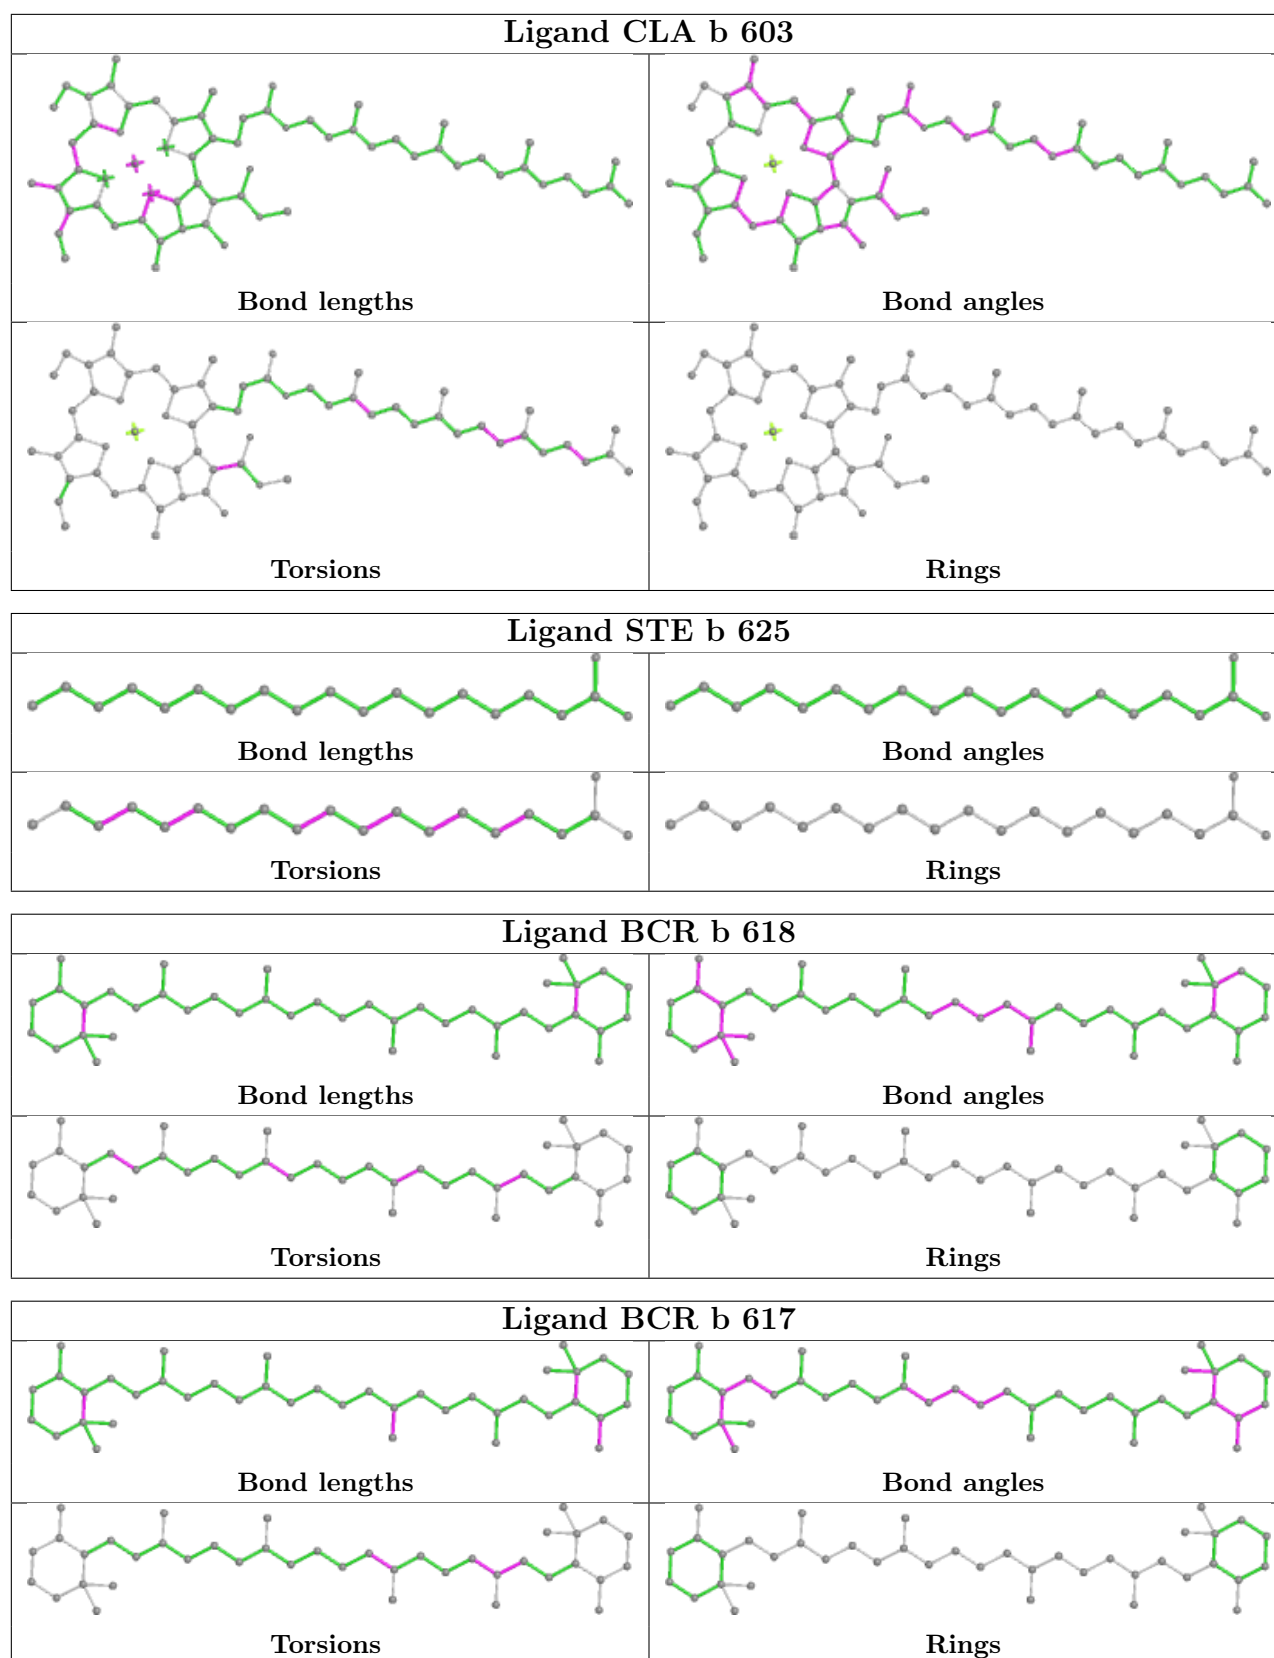 Ligand CLA b 603
Bond lengths
Bond angles
Torsions
Rings
Ligand STE b 625
Bond lengths
Bond angles
Torsions
Rings
Ligand BCR b 618
Bond lengths
Bond angles
Torsions
Rings
Ligand BCR b 617
Bond lengths
Bond angles
Torsions
Rings